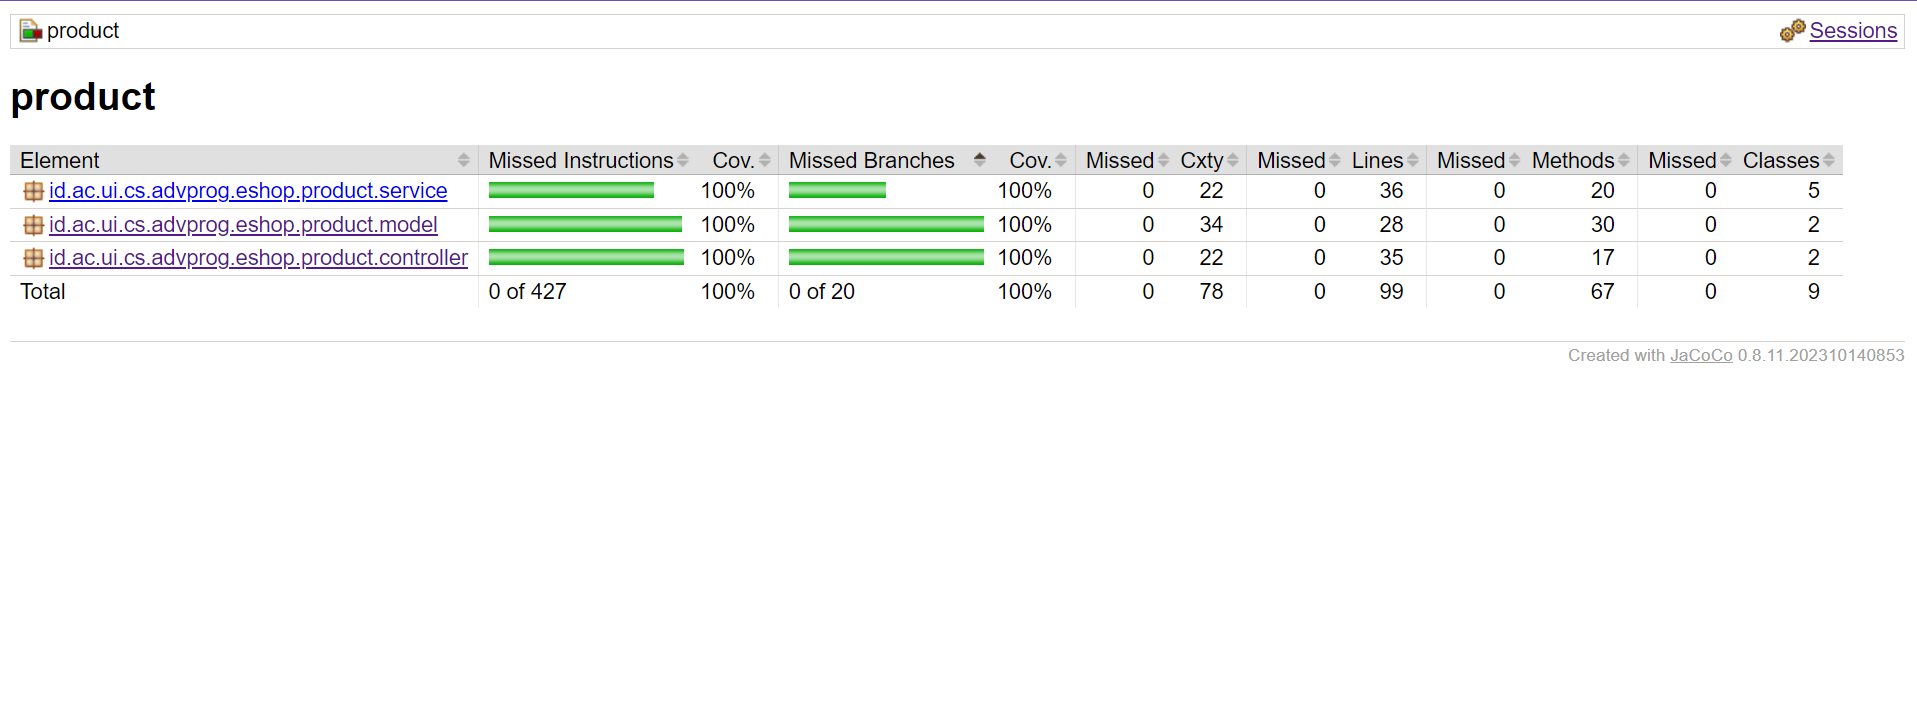 product Sessions
product
Element Missed Instructions Cov. Missed Branches Cov. Missed Cxty Missed Lines Missed Methods Missed Classes
id.ac.ui.cs.advprog.eshop.product.service 100% 100% 0 22 0 36 0 20 0 5
id.ac.ui.cs.advprog.eshop.product.model 100% 100% 0 34 0 28 0 30 0 2
id.ac.ui.cs.advprog.eshop.product.controller 100% 100% 0 22 0 35 0 17 0 2
Total 0 of 427 100% 0 of 20 100% 0 78 0 99 0 67 0 9
Created with JaCoCo 0.8.11.202310140853